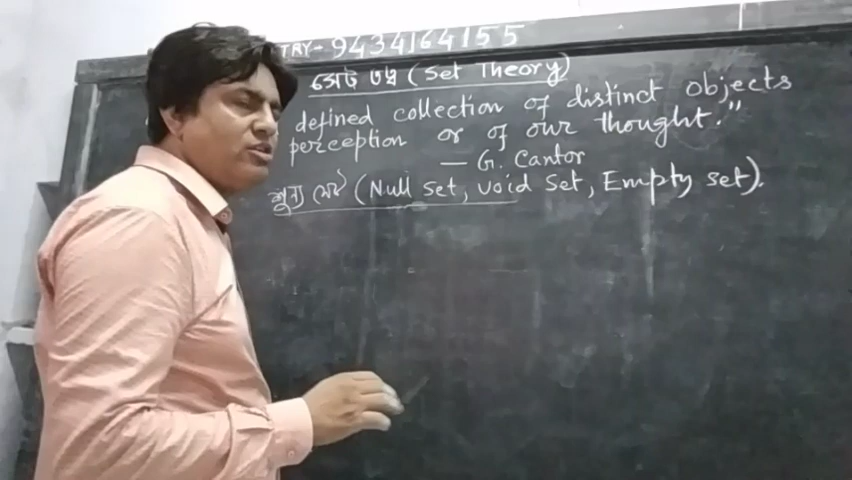 TRY- 9434164155
সেট তত্ত্ব (Set Theory)
defined collection of distinct objects
perception or of our thought."
— G. Cantor
শূন্য সেট (Null set, void set, Empty set).